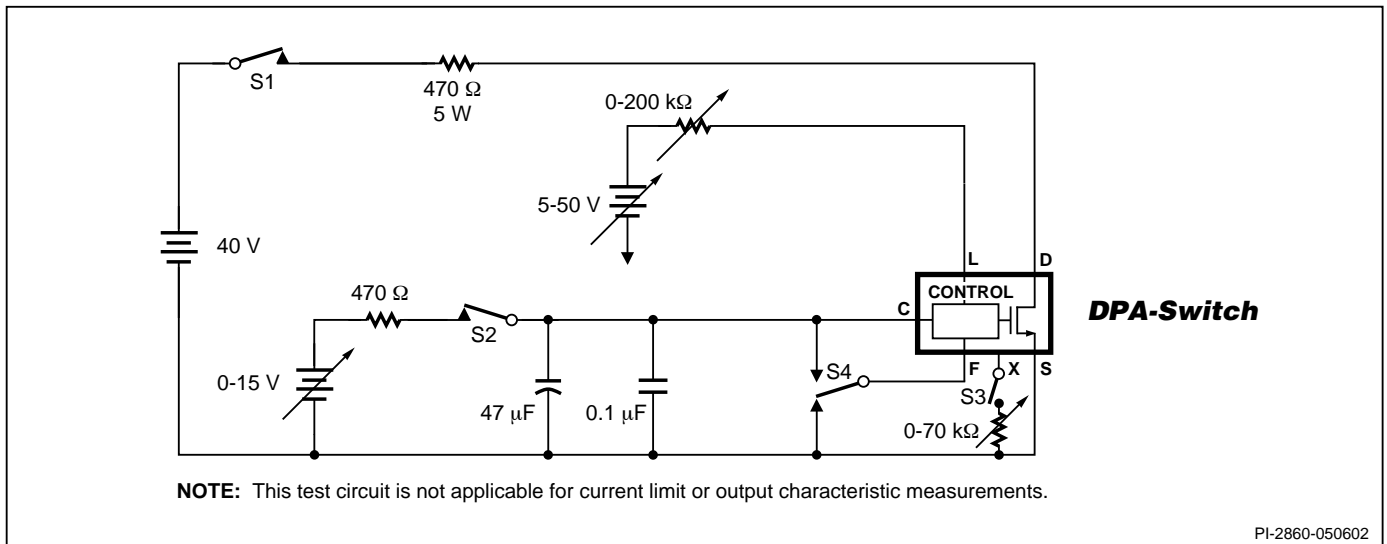 S1
470 Ω
5 W
0-200 kΩ
5-50 V
40 V
L
D
CONTROL
C
DPA-Switch
470 Ω
S2
F
X
S
S4
S3
0-15 V
47 μF
0.1 μF
0-70 kΩ
NOTE: This test circuit is not applicable for current limit or output characteristic measurements.
PI-2860-050602